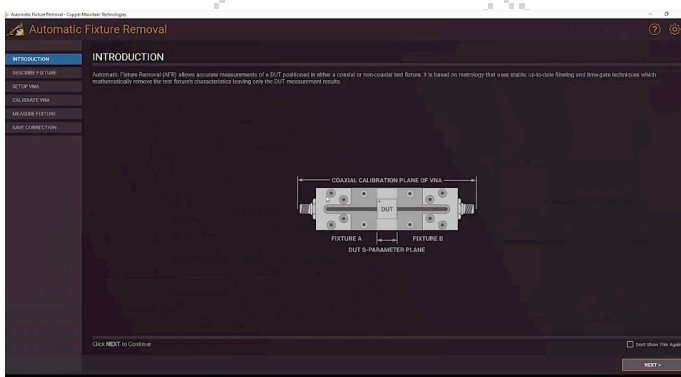 Automatic Fixture Removal - Copper Mountain Technologies
Automatic Fixture Removal
INTRODUCTION
DESCRIBE FIXTURE
SETUP VNA
CALIBRATE VNA
MEASURE FIXTURE
SAVE CORRECTION
INTRODUCTION
Automatic Fixture Removal (AFR) allows accurate measurements of a DUT positioned in either a coaxial or non-coaxial test fixture. It is based on metrology that uses stable, up-to-date filtering and time-gate techniques which
mathematically remove the test fixture's characteristics leaving only the DUT measurement results.
COAXIAL CALIBRATION PLANE OF VNA
DUT
FIXTURE A
FIXTURE B
DUT S-PARAMETER PLANE
Click NEXT to Continue
Don't Show This Again
NEXT >